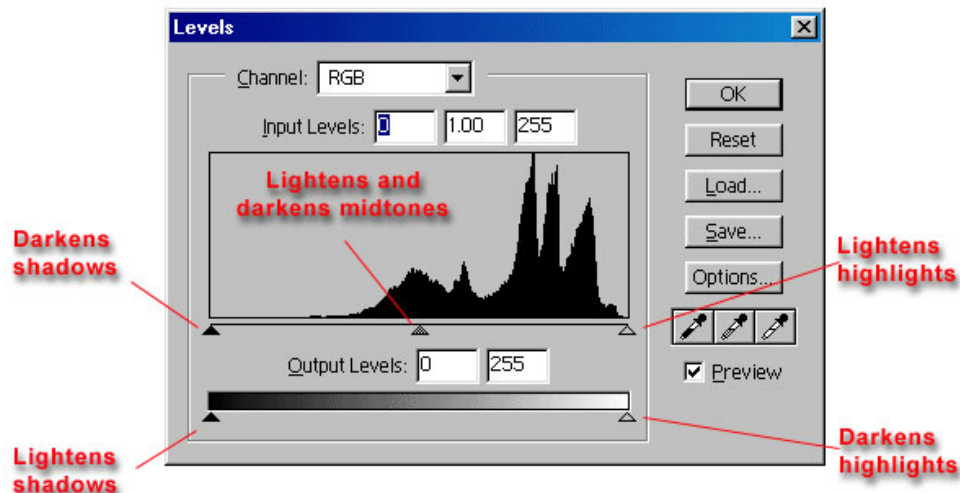 Levels
Channel: RGB
OK
Input Levels: 0 1.00 255
Reset
Lightens and
darkens midtones
Load...
Save...
Darkens
shadows
Lightens
highlights
Options...
Output Levels: 0 255
Preview
Lightens
shadows
Darkens
highlights